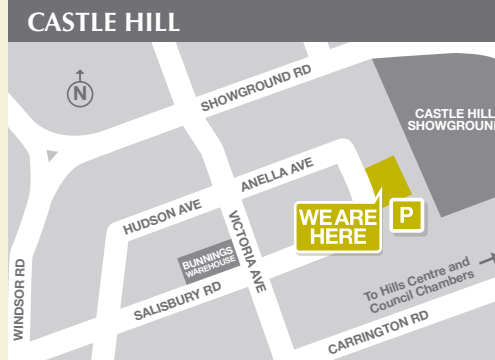 CASTLE HILL
N
SHOWGROUND RD
CASTLE HILL
SHOWGROUND
ANELLA AVE
HUDSON AVE
WE ARE
HERE
P
VICTORIA AVE
BUNNINGS
WAREHOUSE
WINDSOR RD
SALISBURY RD
To Hills Centre and
Council Chambers
CARRINGTON RD